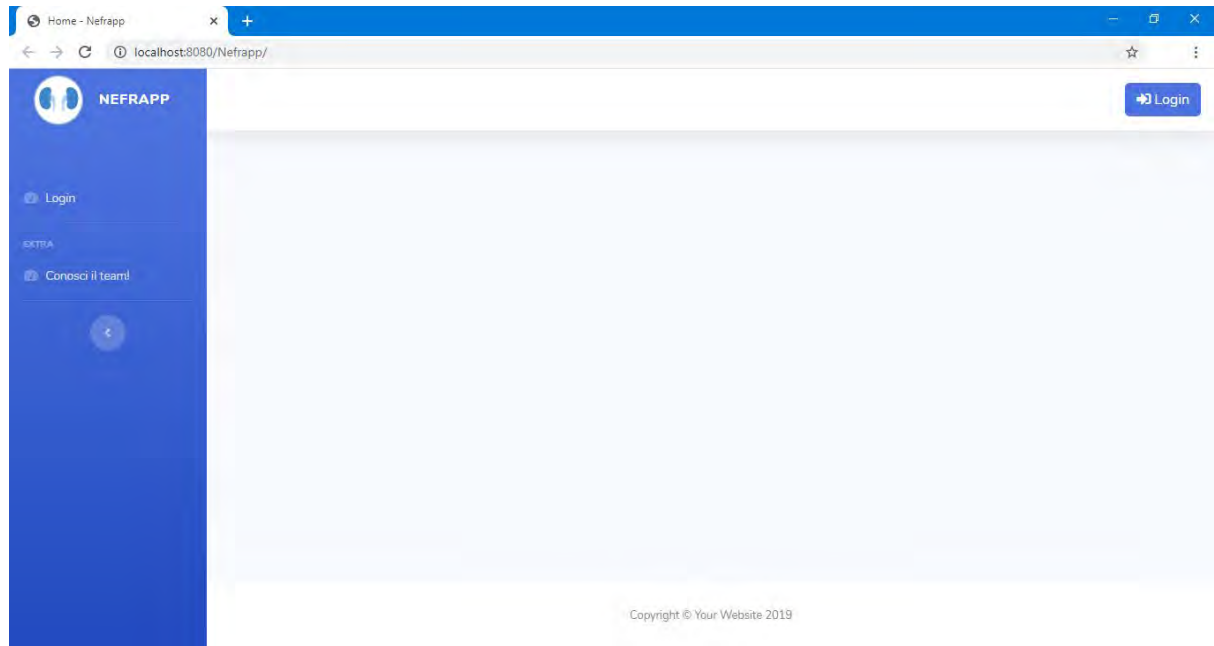 Home - Nefrapp
localhost:8080/Nefrapp/
NEFRAPP
Login
Login
EXTRA
Conosci il team!
Copyright © Your Website 2019